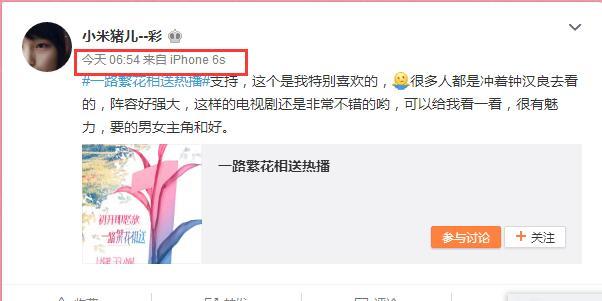 小米猪儿--彩
今天 06:54 来自 iPhone 6s
#一路繁花相送热播#支持，这个是我特别喜欢的，很多人都是冲着钟汉良去看
的，阵容好强大，这样的电视剧还是非常不错的哟，可以给我看一看，很有魅
力，要的男女主角和好。
一路繁花相送热播
一路繁花相送
参与讨论
+ 关注